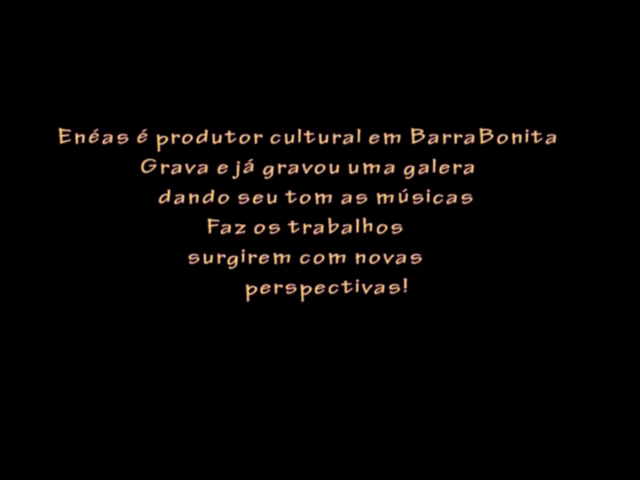 Enéas é produtor cultural em BarraBonita
Grava e já gravou uma galera
dando seu tom as músicas
Faz os trabalhos
surgirem com novas
perspectivas!